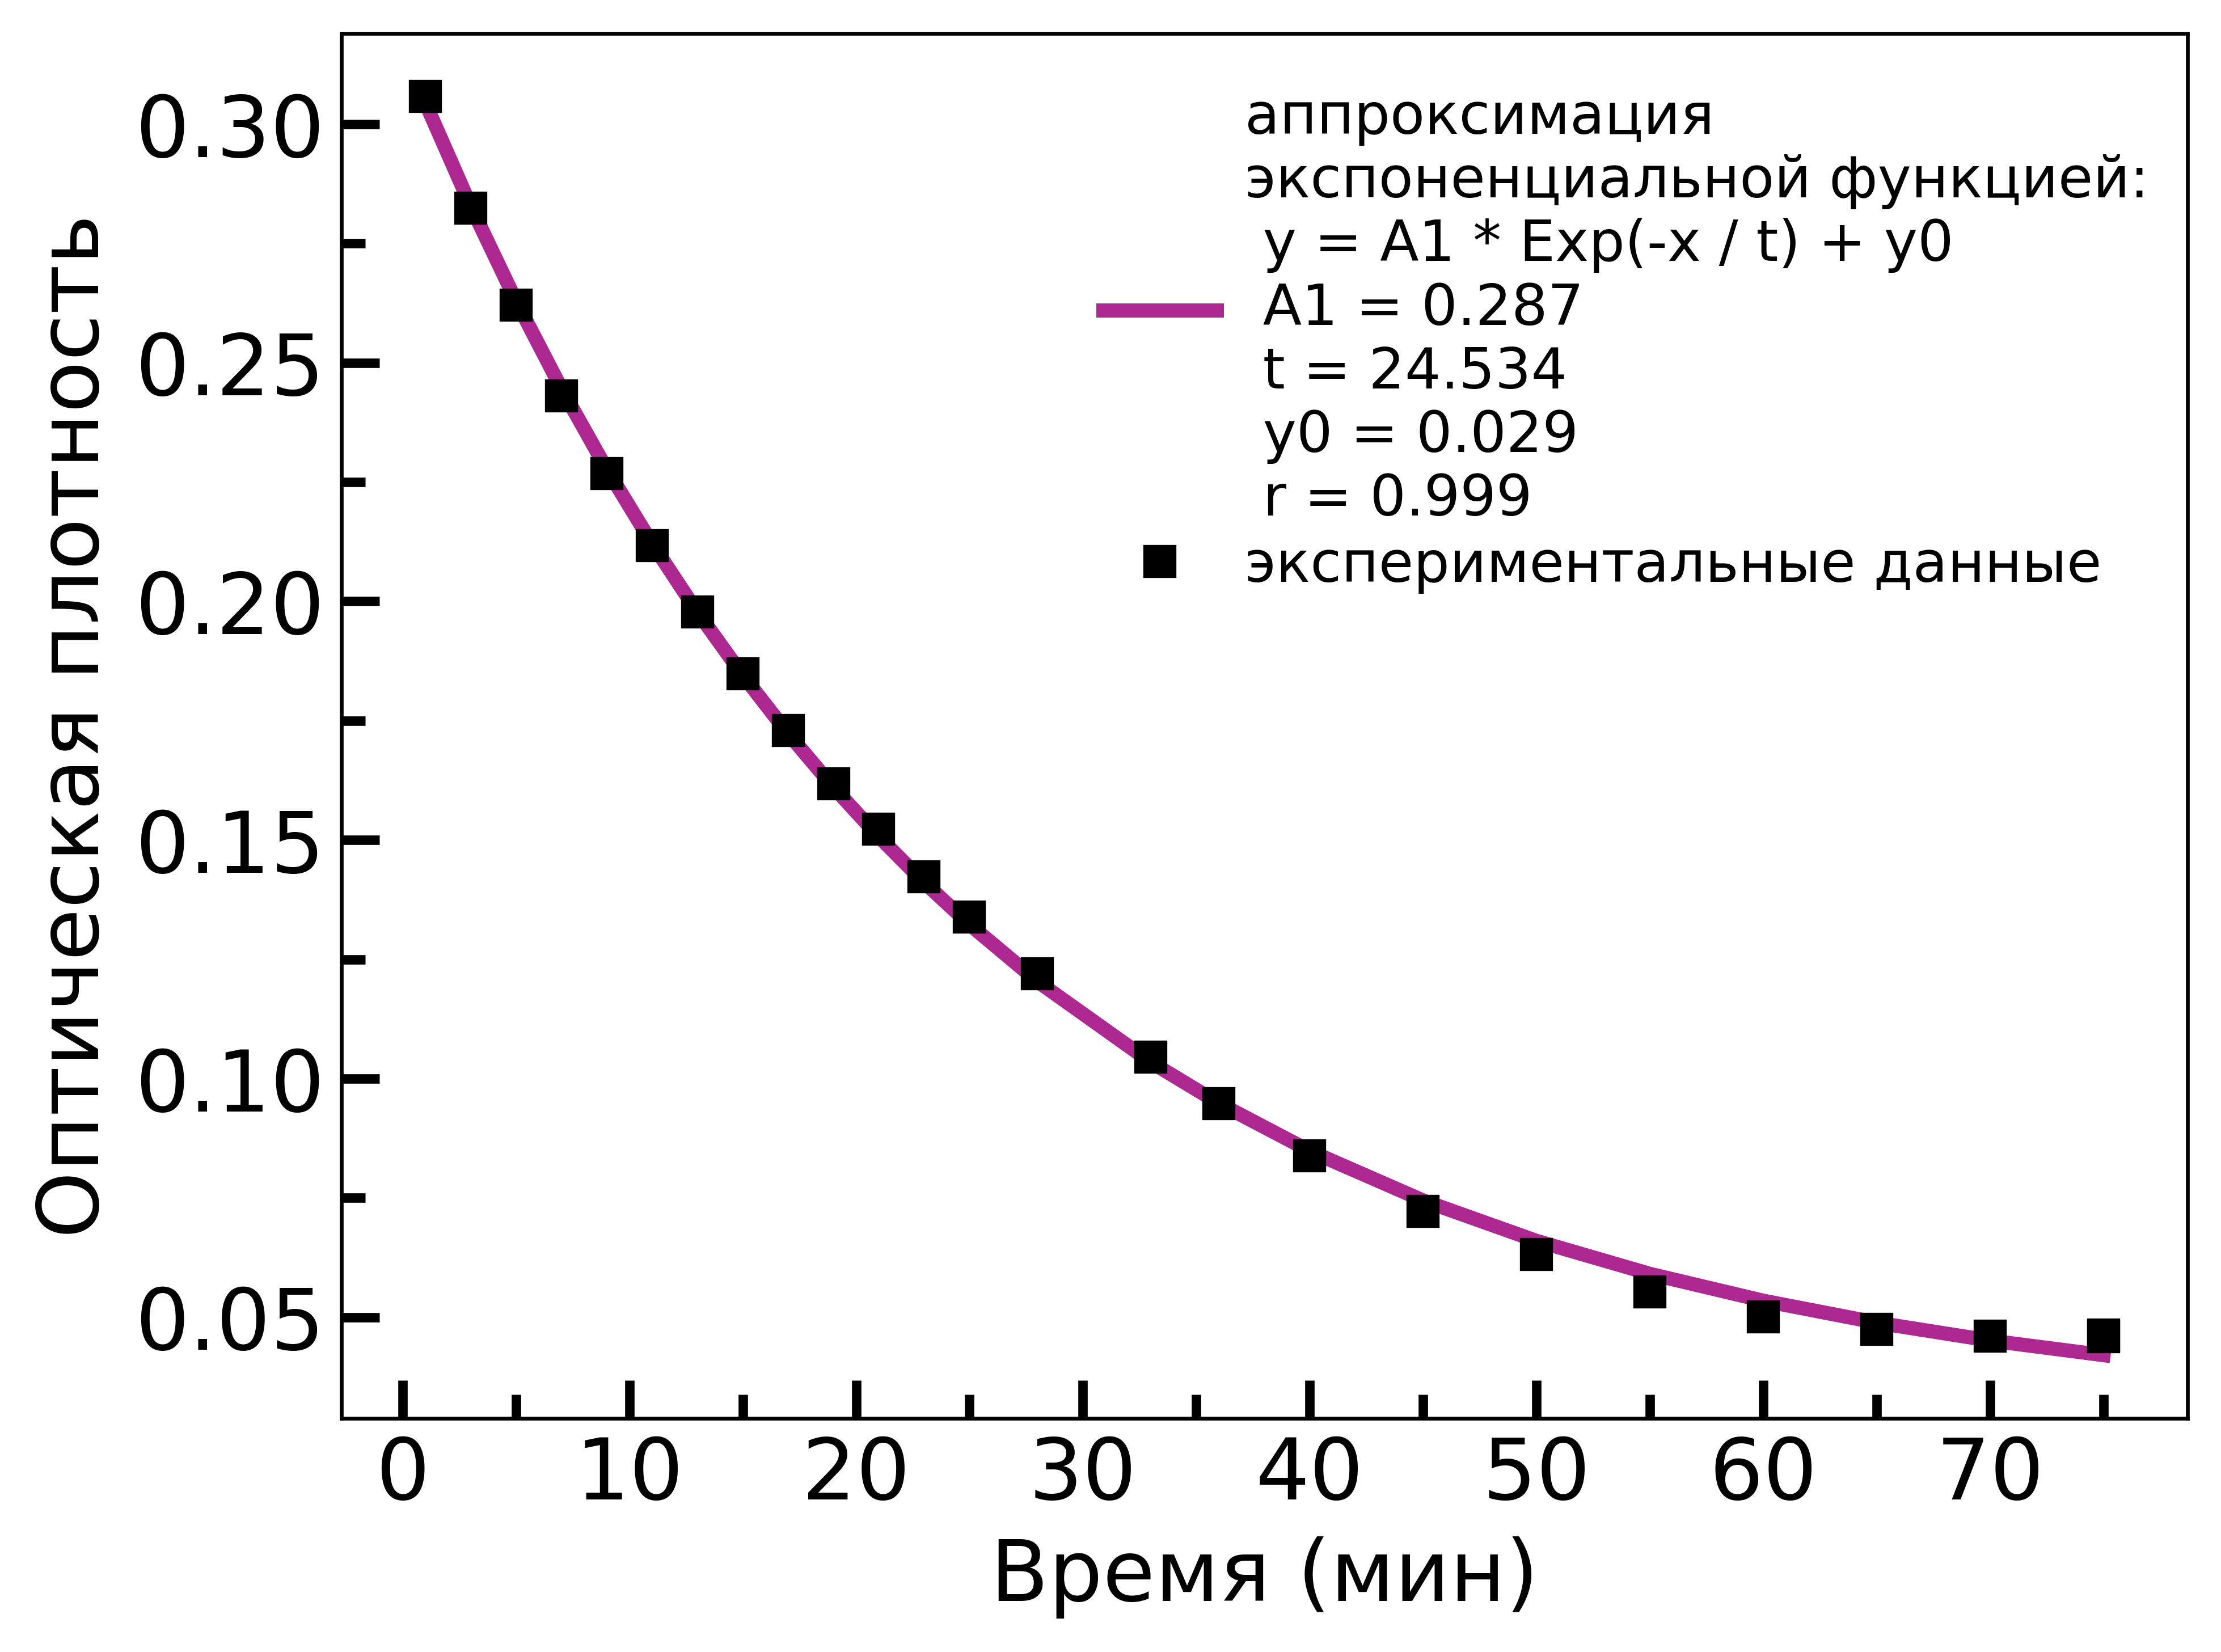 Оптическая плотность
0.30
0.25
0.20
0.15
0.10
0.05
аппроксимация
экспоненциальной функцией:
y = A1 * Exp(-x / t) + y0
A1 = 0.287
t = 24.534
y0 = 0.029
r = 0.999
экспериментальные данные
0 10 20 30 40 50 60 70
Время (мин)